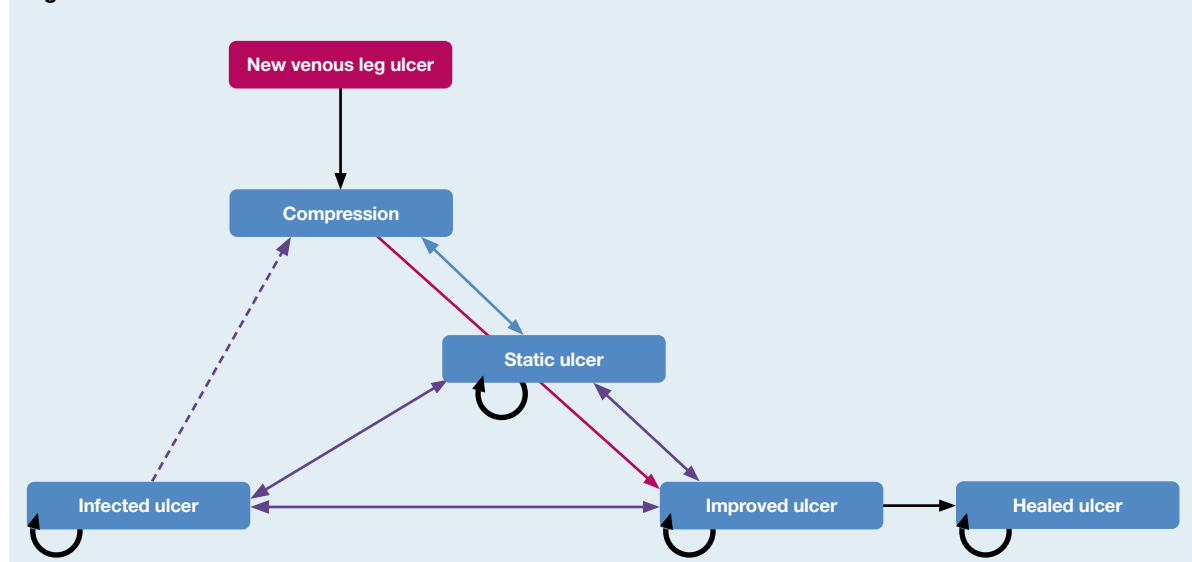 New venous leg ulcer
Compression
Static ulcer
Infected ulcer
Improved ulcer
Healed ulcer